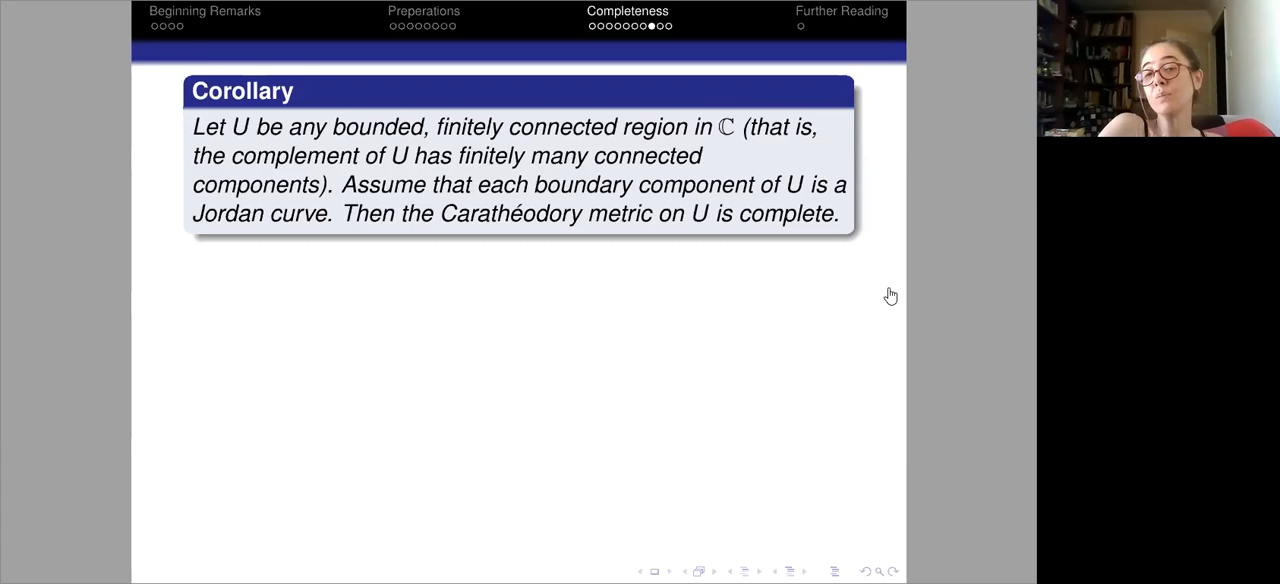 Beginning Remarks
Preperations
Completeness
Further Reading
Corollary
Let U be any bounded, finitely connected region in ℂ (that is,
the complement of U has finitely many connected
components). Assume that each boundary component of U is a
Jordan curve. Then the Carathéodory metric on U is complete.